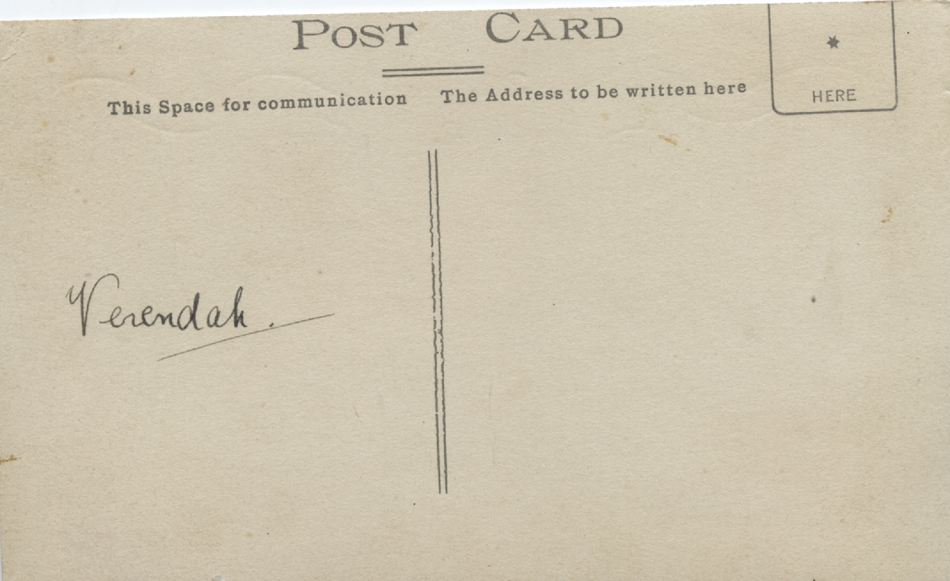 POST CARD
This Space for communication
The Address to be written here
HERE
Verendah.